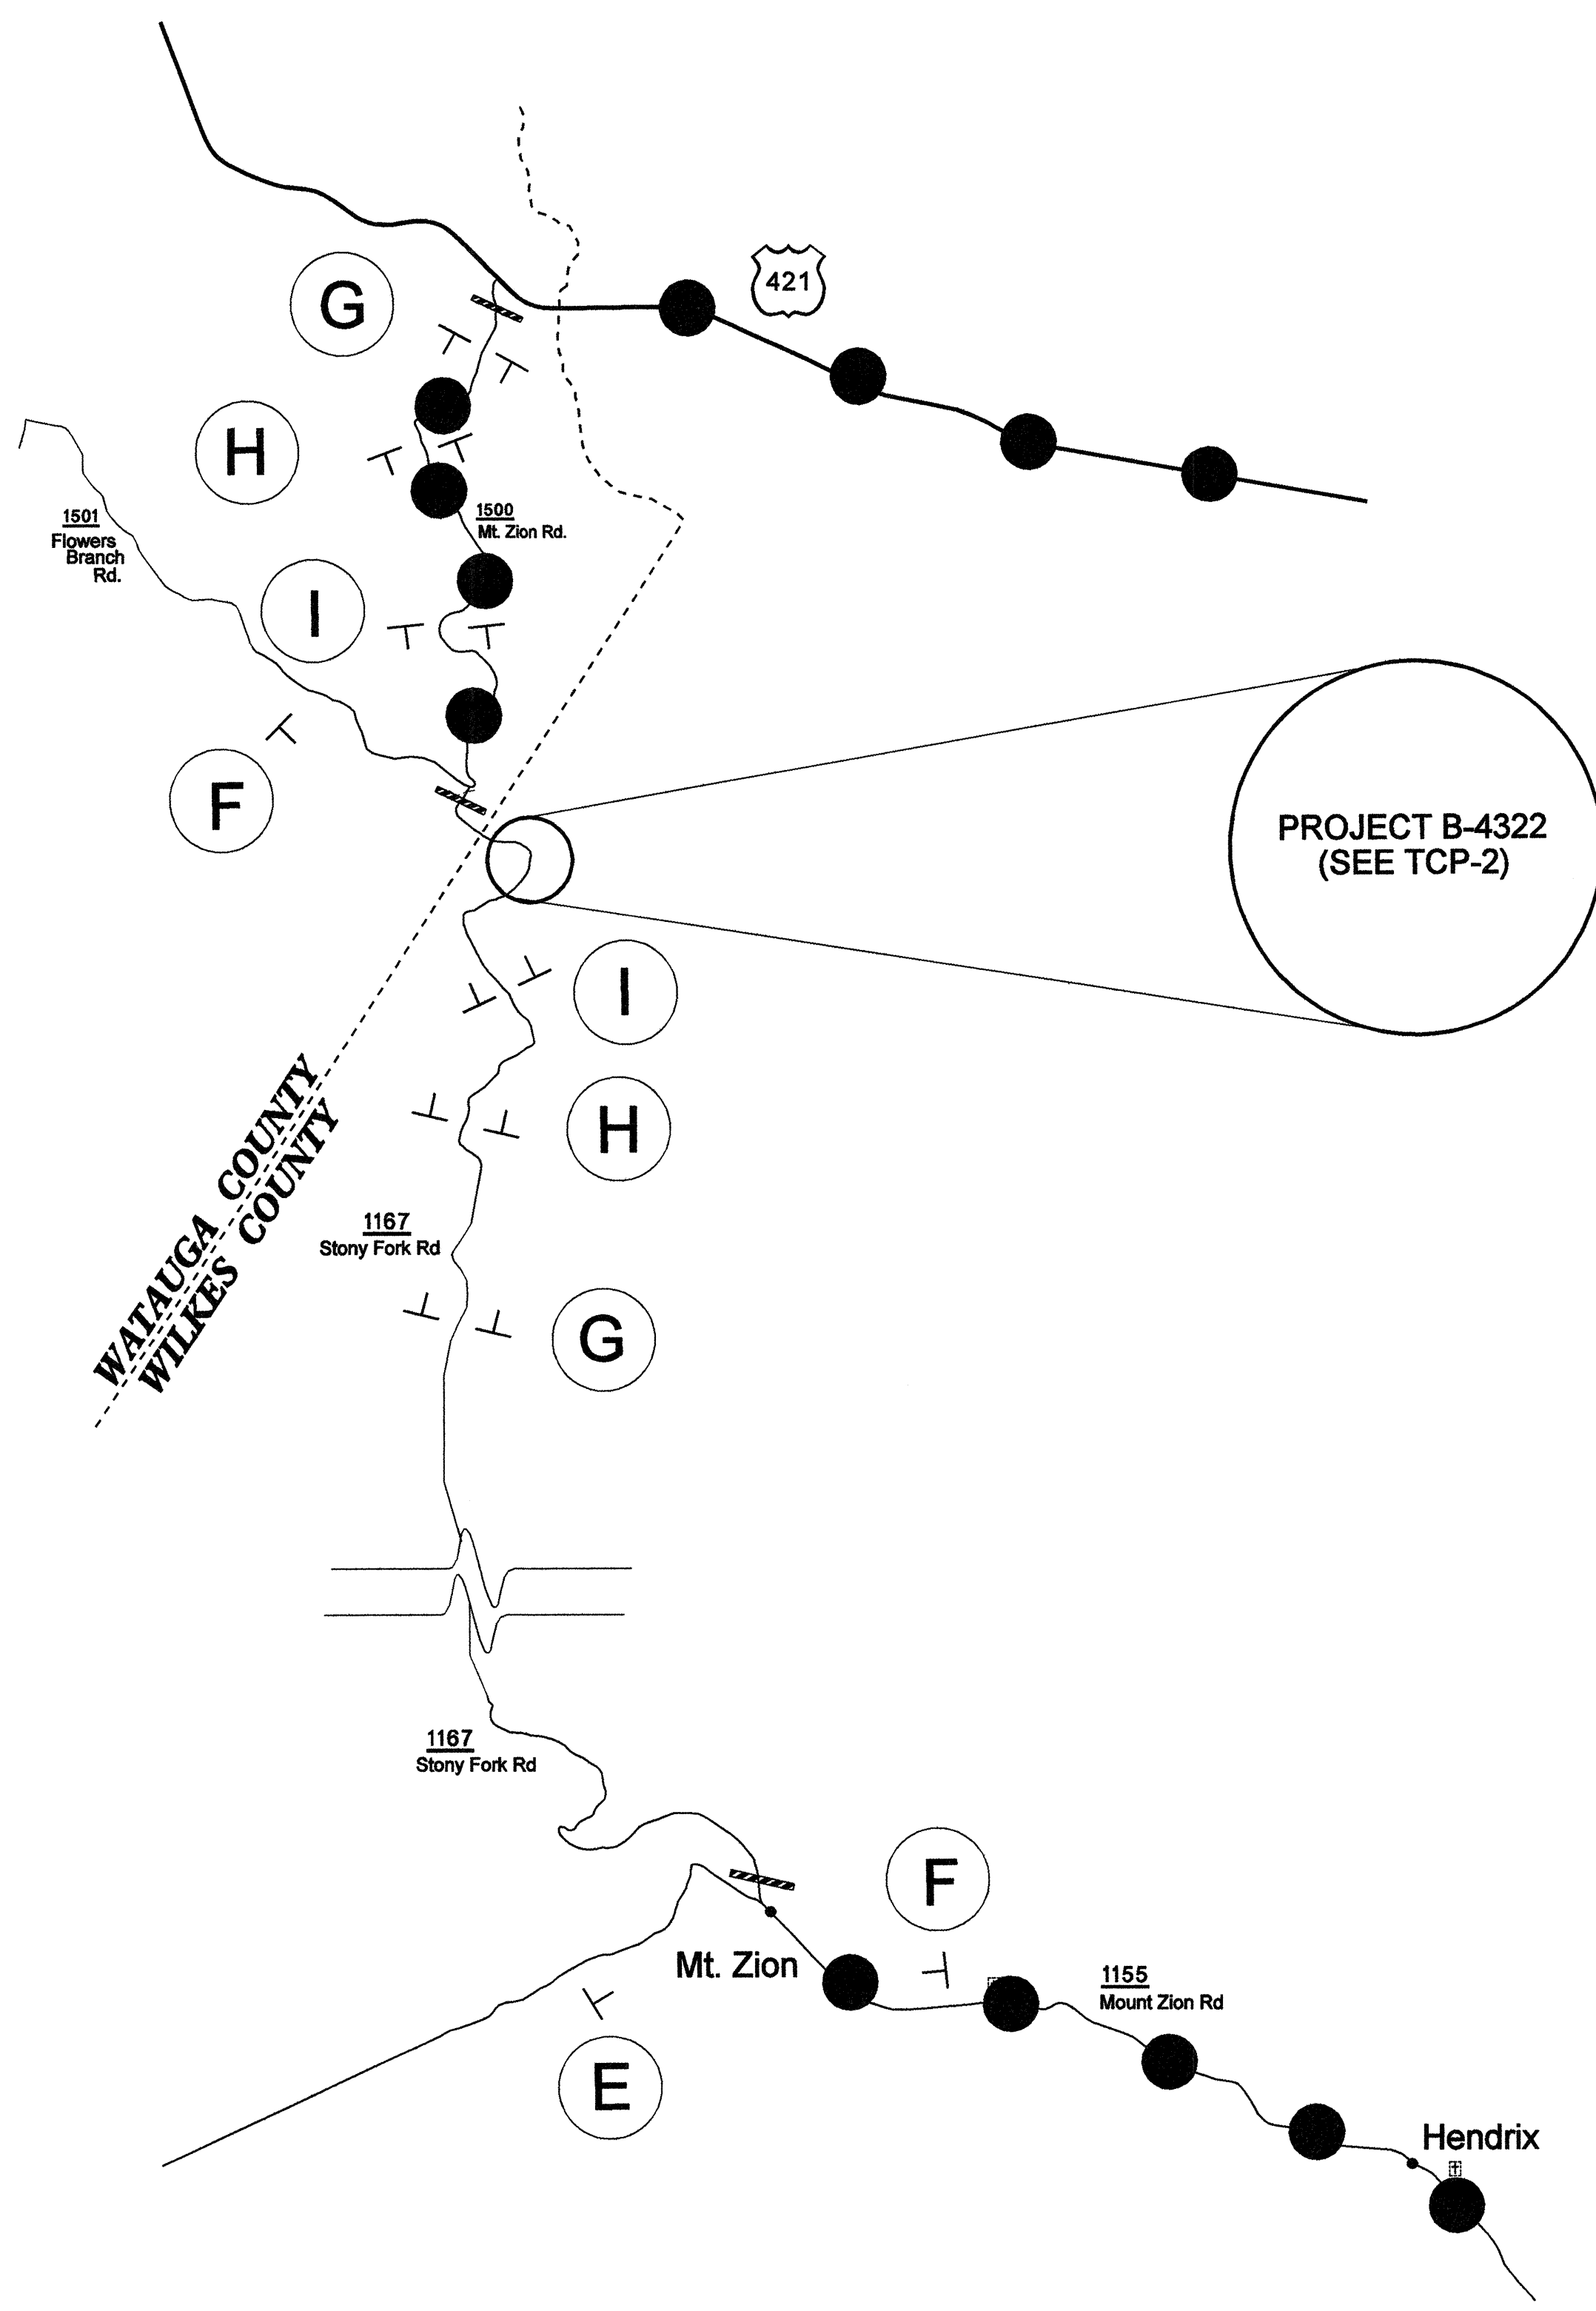 421
G
H
1500
Mt. Zion Rd.
1501
Flowers
Branch
Rd.
I
F
PROJECT B-4322
(SEE TCP-2)
I
H
WATAUGA COUNTY
WILKES COUNTY
1167
Stony Fork Rd
G
1167
Stony Fork Rd
F
Mt. Zion
1155
Mount Zion Rd
E
Hendrix